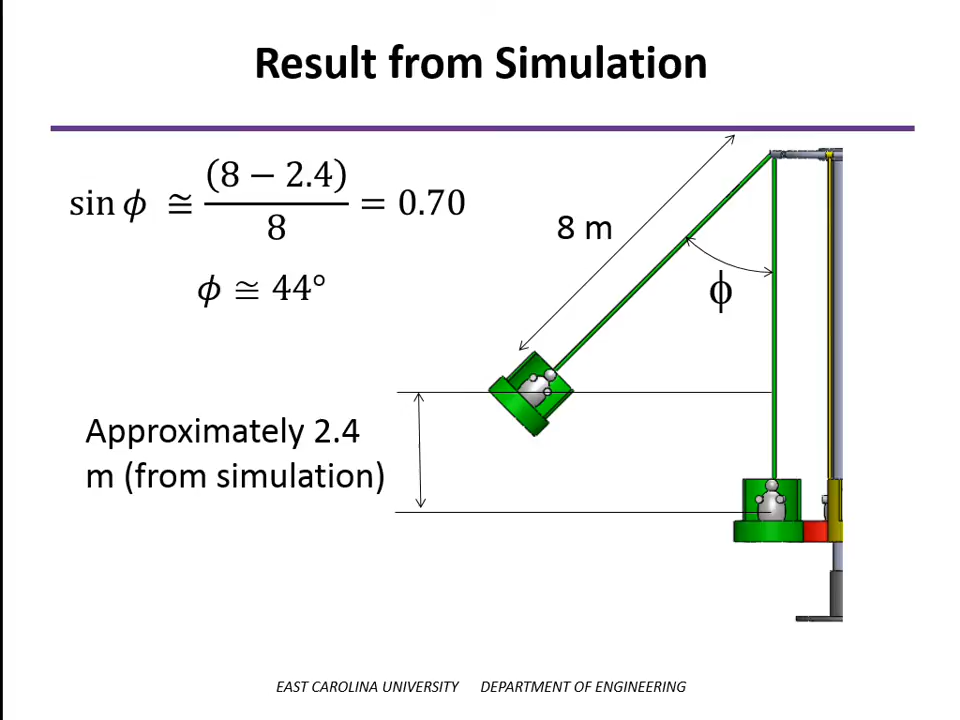 Result from Simulation
sin ϕ ≅ (8 − 2.4) / 8 = 0.70
ϕ ≅ 44°
8 m
ϕ
Approximately 2.4
m (from simulation)
EAST CAROLINA UNIVERSITY DEPARTMENT OF ENGINEERING